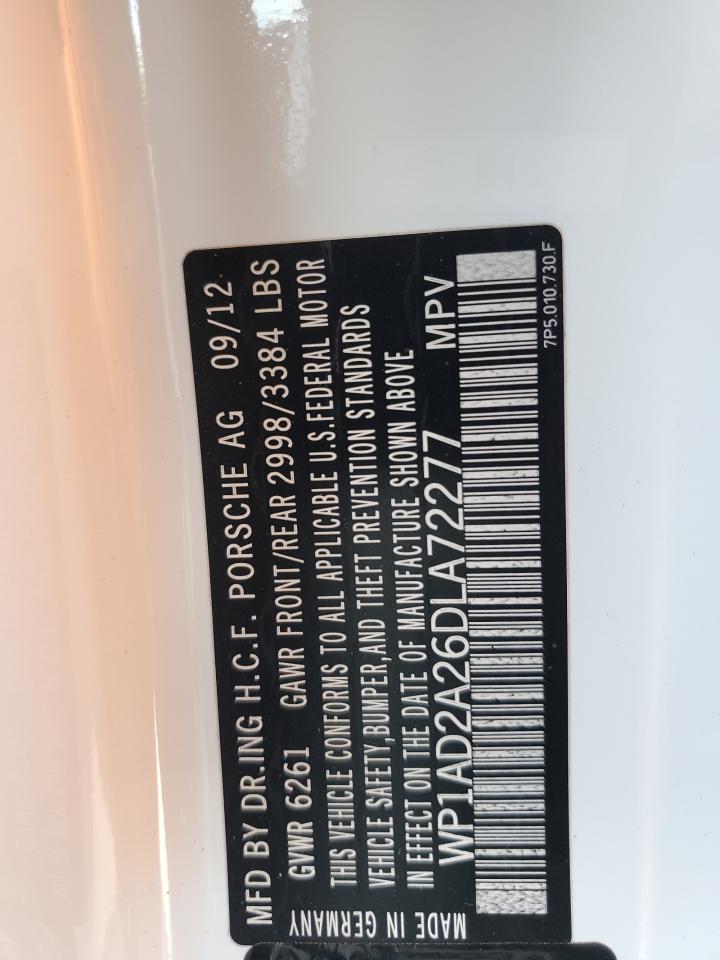 MFD BY DR.ING H.C.F. PORSCHE AG 09/12
GVWR 6261 GAWR FRONT/REAR 2998/3384 LBS
THIS VEHICLE CONFORMS TO ALL APPLICABLE U.S.FEDERAL MOTOR
VEHICLE SAFETY,BUMPER,AND THEFT PREVENTION STANDARDS
IN EFFECT ON THE DATE OF MANUFACTURE SHOWN ABOVE
WP1AD2A26DLA72277 MPV
MADE IN GERMANY
7P5.010.730.F